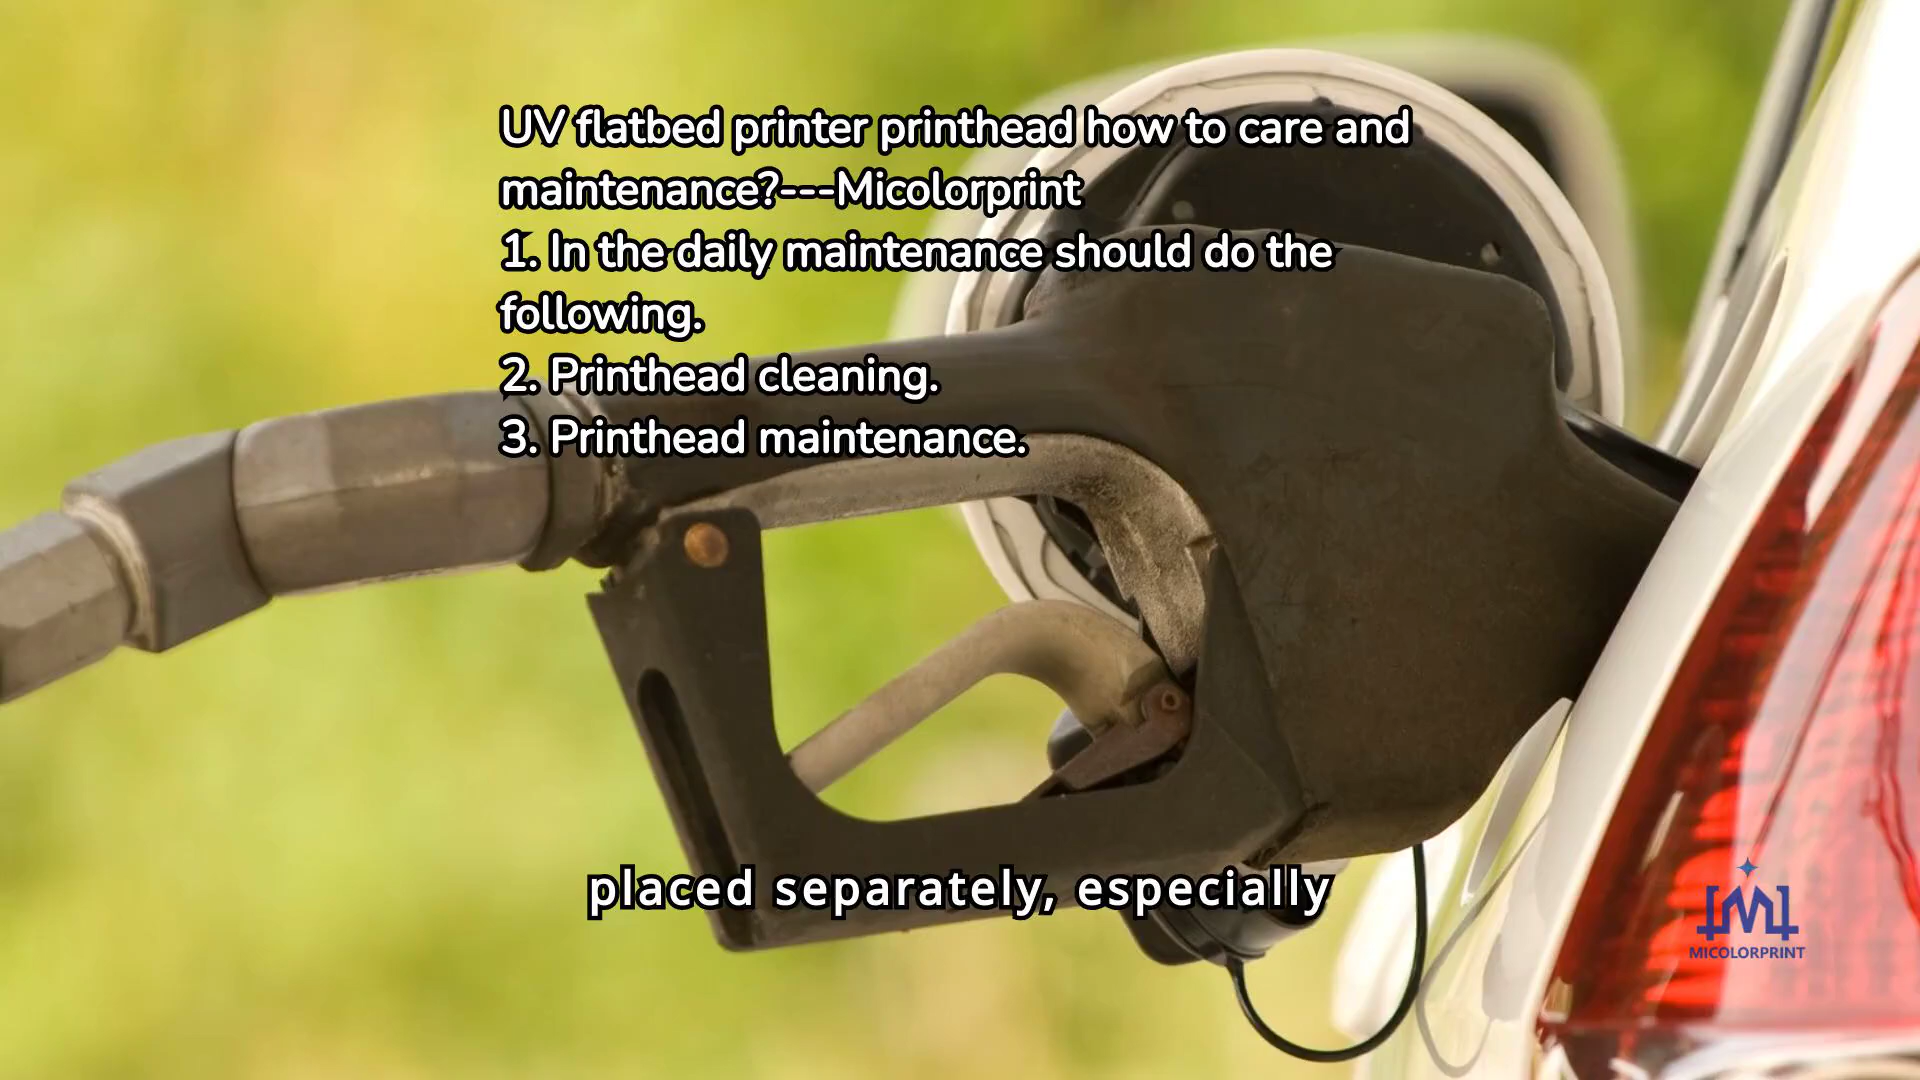 UV flatbed printer printhead how to care and
maintenance?---Micolorprint
1. In the daily maintenance should do the
following.
2. Printhead cleaning.
3. Printhead maintenance.
placed separately, especially
MICOLORPRINT